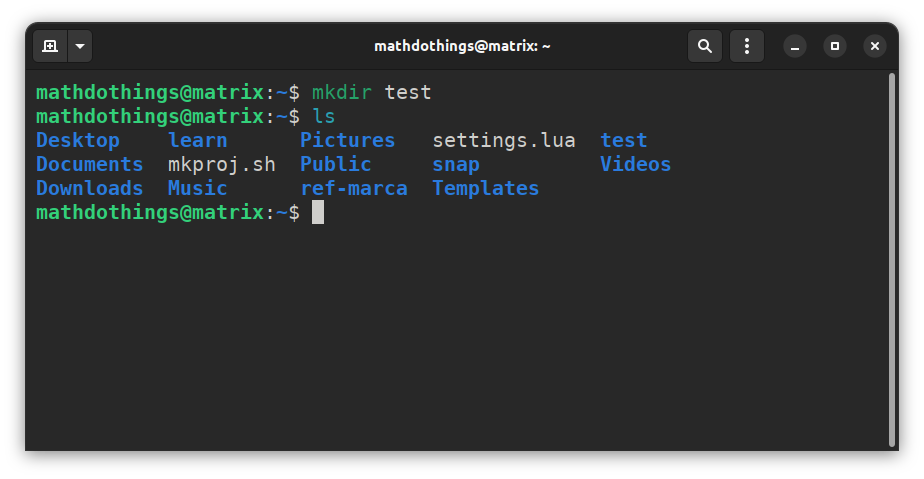 mathdothings@matrix: ~
mathdothings@matrix:~$ mkdir test
mathdothings@matrix:~$ ls
Desktop    learn      Pictures   settings.lua  test
Documents  mkproj.sh  Public     snap          Videos
Downloads  Music      ref-marca  Templates
mathdothings@matrix:~$